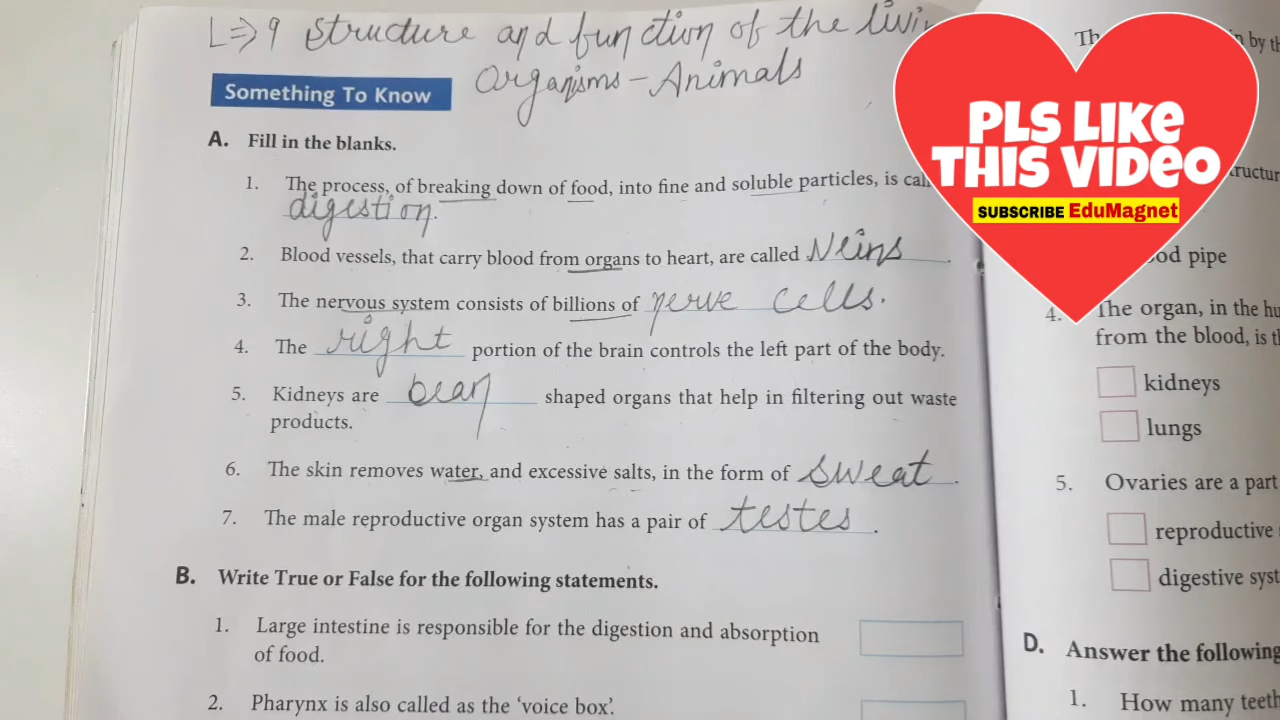 L⇒9 structure and function of the livi
organisms - Animals
Something To Know
A. Fill in the blanks.
1. The process, of breaking down of food, into fine and soluble particles, is call
digestion.
2. Blood vessels, that carry blood from organs to heart, are called Neins.
3. The nervous system consists of billions of nerve cells.
4. The right portion of the brain controls the left part of the body.
5. Kidneys are bean shaped organs that help in filtering out waste
products.
6. The skin removes water, and excessive salts, in the form of sweat.
7. The male reproductive organ system has a pair of testes.
B. Write True or False for the following statements.
1. Large intestine is responsible for the digestion and absorption
of food.
2. Pharynx is also called as the 'voice box'.
PLS LIKE
THIS VIDEO
SUBSCRIBE EduMagnet
Th
by th
ructur
od pipe
4. The organ, in the hu
from the blood, is th
kidneys
lungs
5. Ovaries are a part
reproductive
digestive syst
D. Answer the following
1. How many teeth